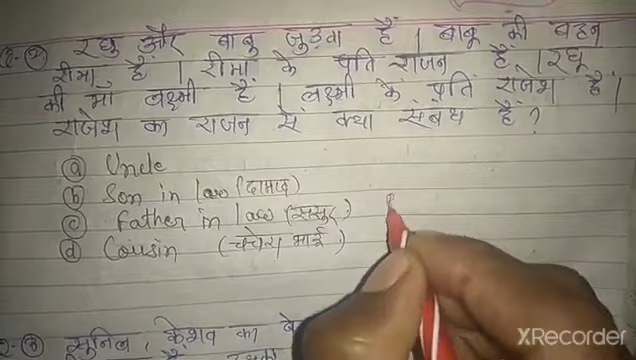 Q-② रघु और बाबु जुड़वा हैं । बाबु की बहन
रीमा है । रीमा के पति राजन हैं । रघु
की माँ लक्ष्मी हैं । लक्ष्मी के पति राजेश हैं ।
राजेश का राजन से क्या संबंध हैं ?
ⓐ Uncle
ⓑ Son in law (दामाद)
ⓒ Father in law (ससुर)
ⓓ Cousin (चचेरा भाई)
Q-③ सुनिल, केशव का
XRecorder